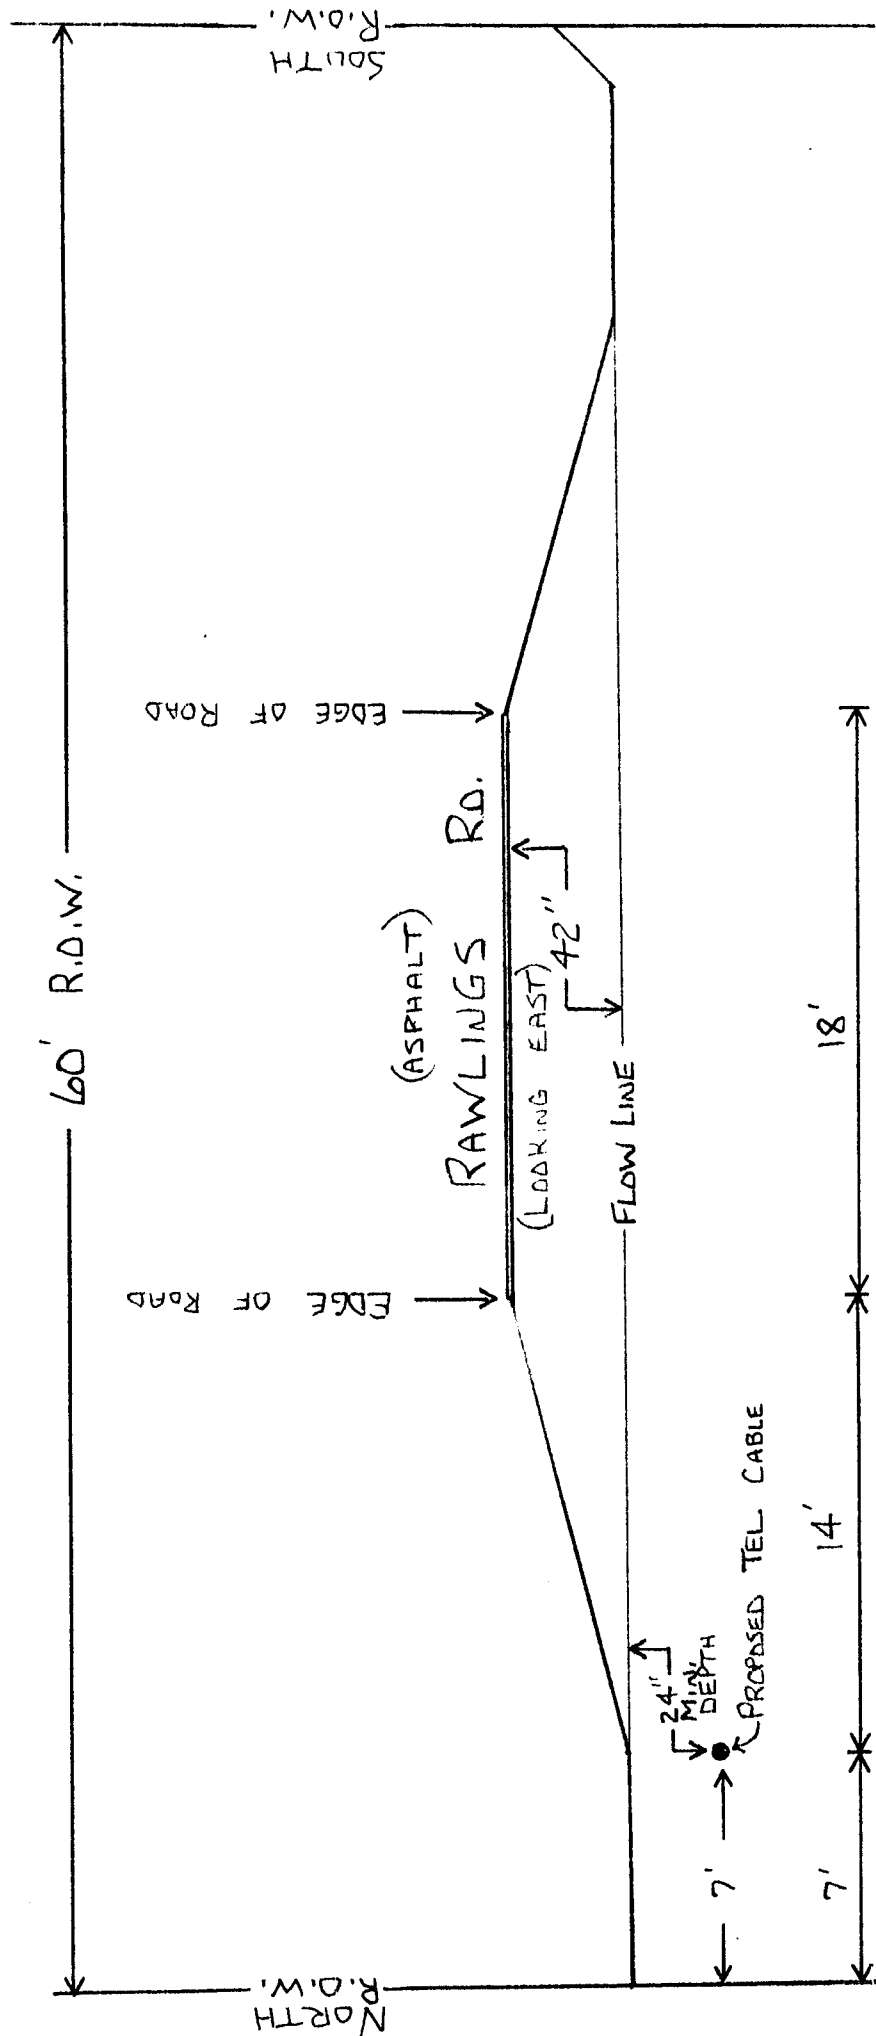 60' R.O.W.
NORTH
R.O.W.
SOUTH
R.O.W.
EDGE OF ROAD
EDGE OF ROAD
(ASPHALT)
RAWLINGS RD.
(LOOKING EAST)
42"
FLOW LINE
24"
MIN.
DEPTH
PROPOSED TEL. CABLE
7'
7'
14'
18'